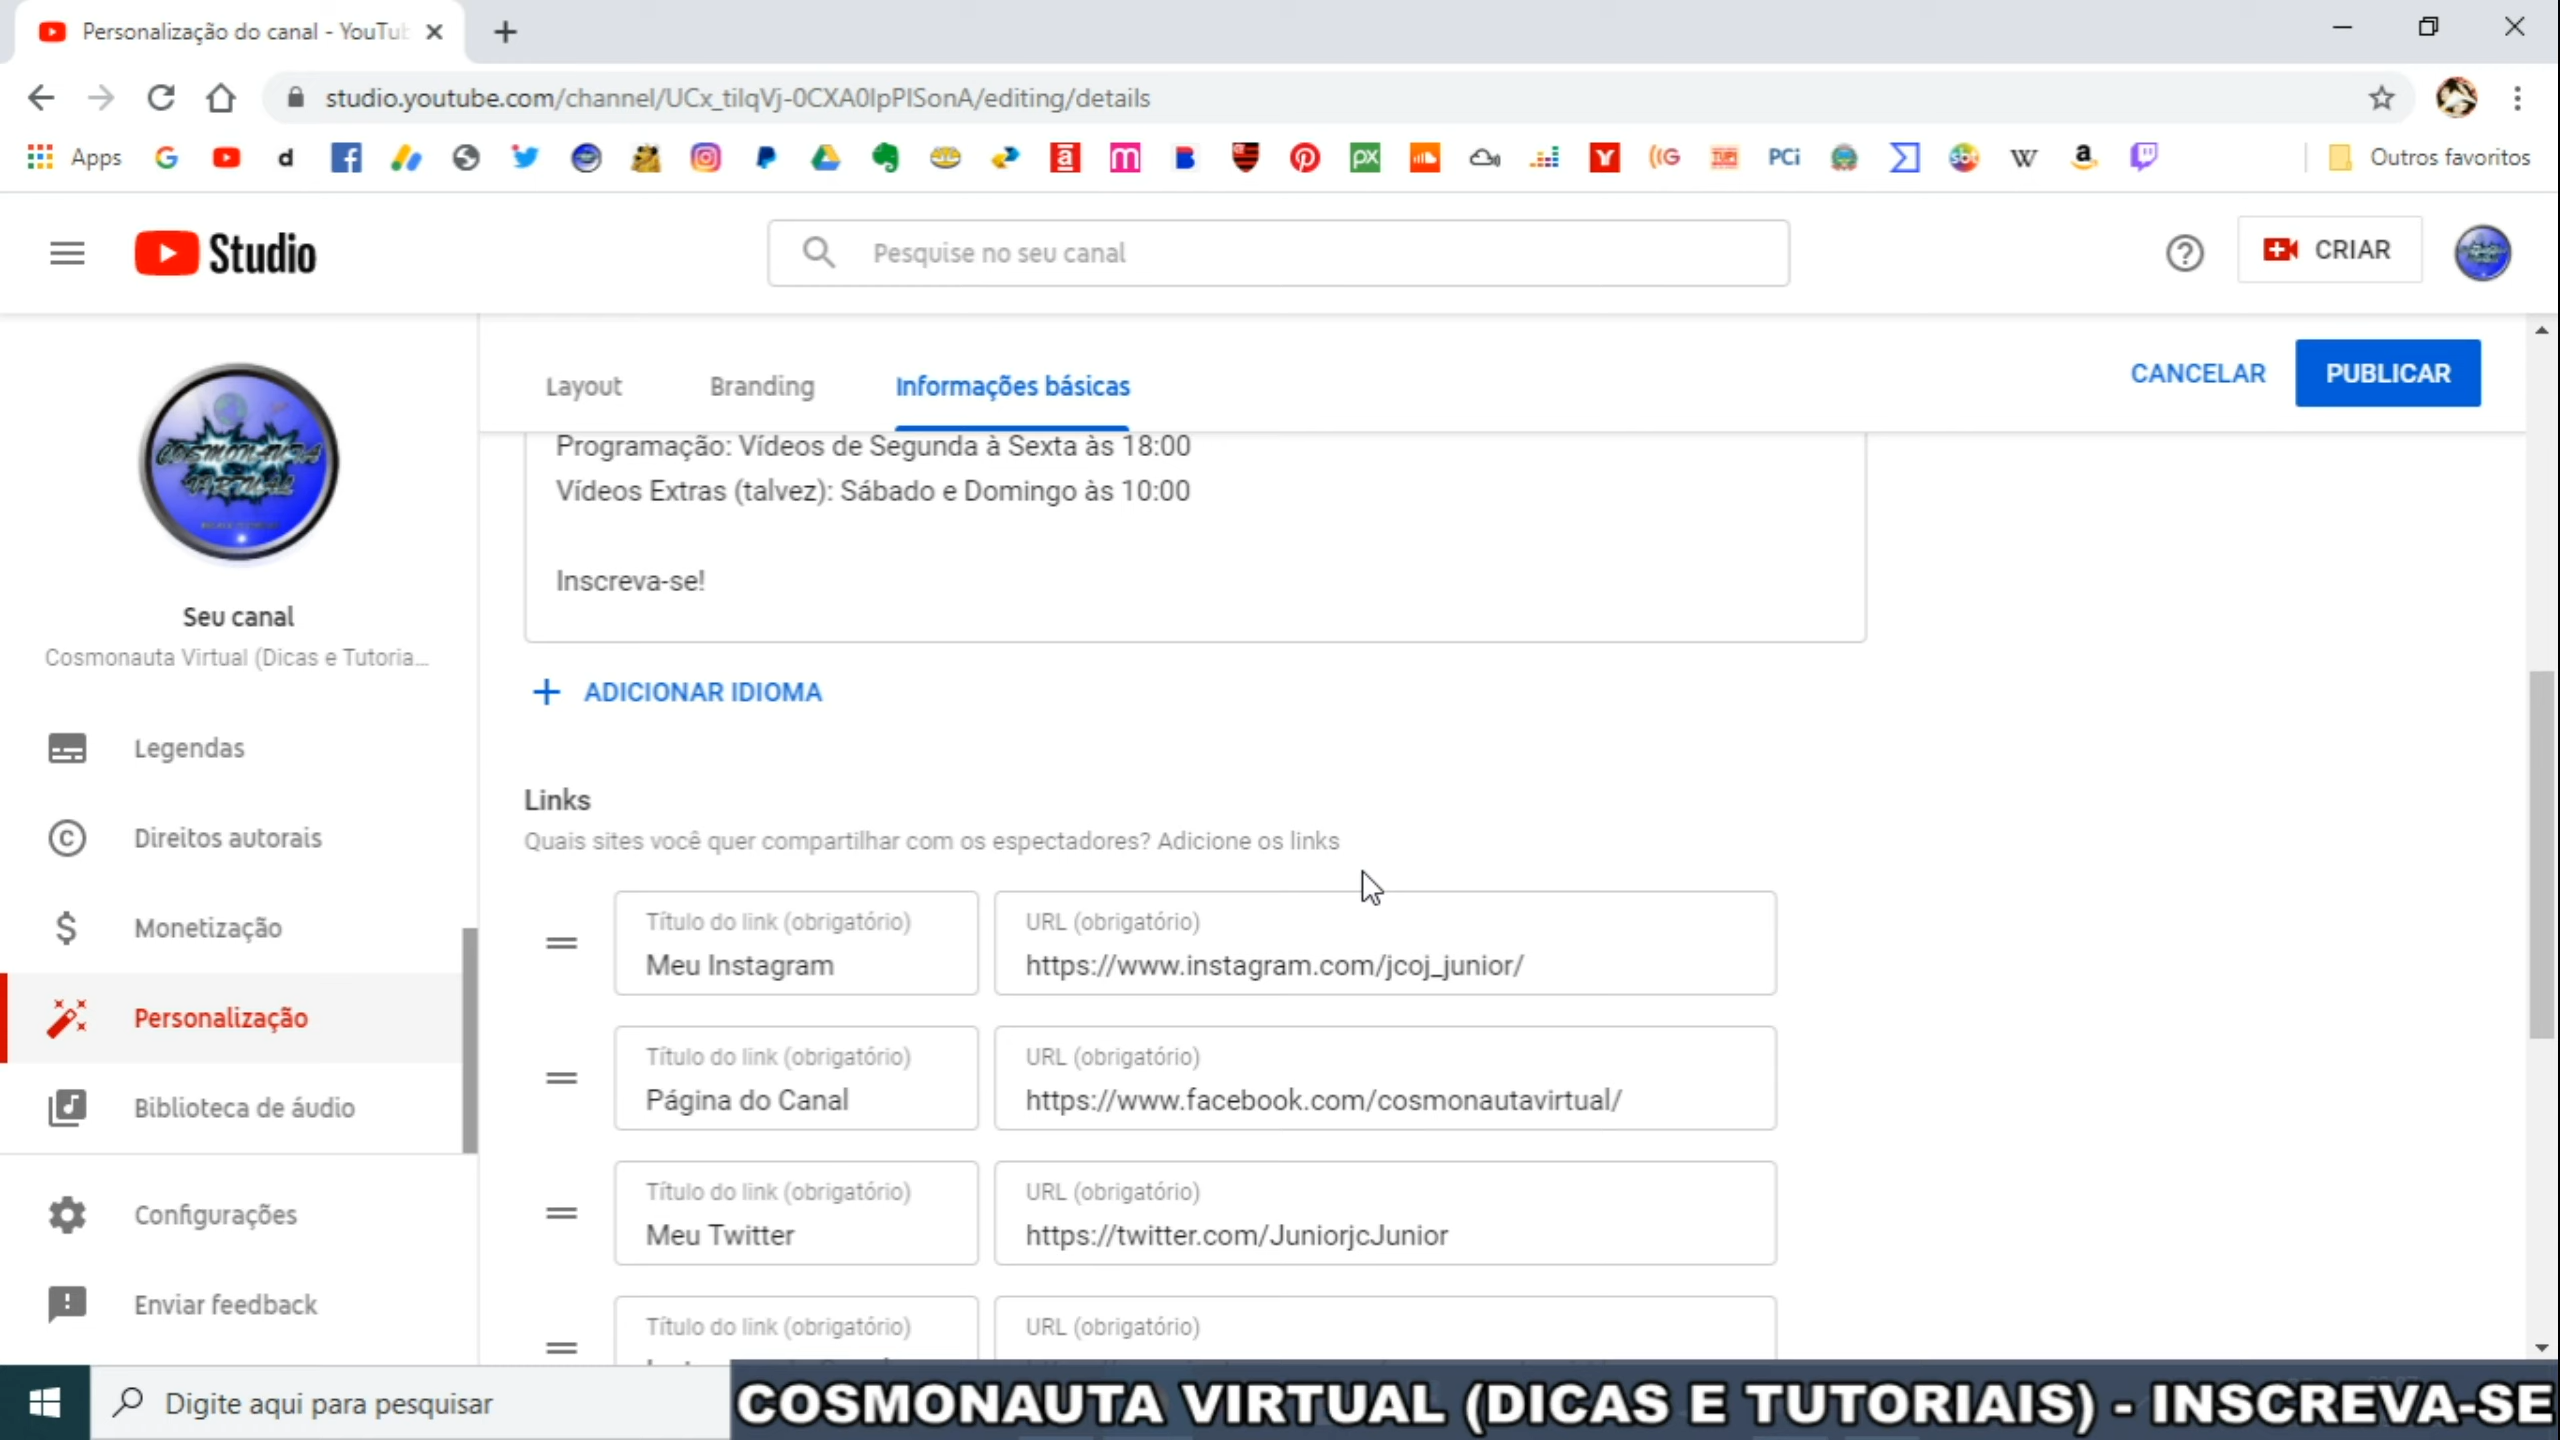 Personalização do canal - YouTub
studio.youtube.com/channel/UCx_tilqVj-0CXA0lpPlSonA/editing/details
Apps
Outros favoritos
Studio
Pesquise no seu canal
CRIAR
Layout
Branding
Informações básicas
CANCELAR
PUBLICAR
COSMONAUTA
VIRTUAL
Seu canal
Cosmonauta Virtual (Dicas e Tutoria...
Legendas
Direitos autorais
Monetização
Personalização
Biblioteca de áudio
Configurações
Enviar feedback
Programação: Vídeos de Segunda à Sexta às 18:00
Vídeos Extras (talvez): Sábado e Domingo às 10:00
Inscreva-se!
ADICIONAR IDIOMA
Links
Quais sites você quer compartilhar com os espectadores? Adicione os links
Título do link (obrigatório)
Meu Instagram
URL (obrigatório)
https://www.instagram.com/jcoj_junior/
Título do link (obrigatório)
Página do Canal
URL (obrigatório)
https://www.facebook.com/cosmonautavirtual/
Título do link (obrigatório)
Meu Twitter
URL (obrigatório)
https://twitter.com/JuniorjcJunior
Título do link (obrigatório)
URL (obrigatório)
Digite aqui para pesquisar
COSMONAUTA VIRTUAL (DICAS E TUTORIAIS) - INSCREVA-SE